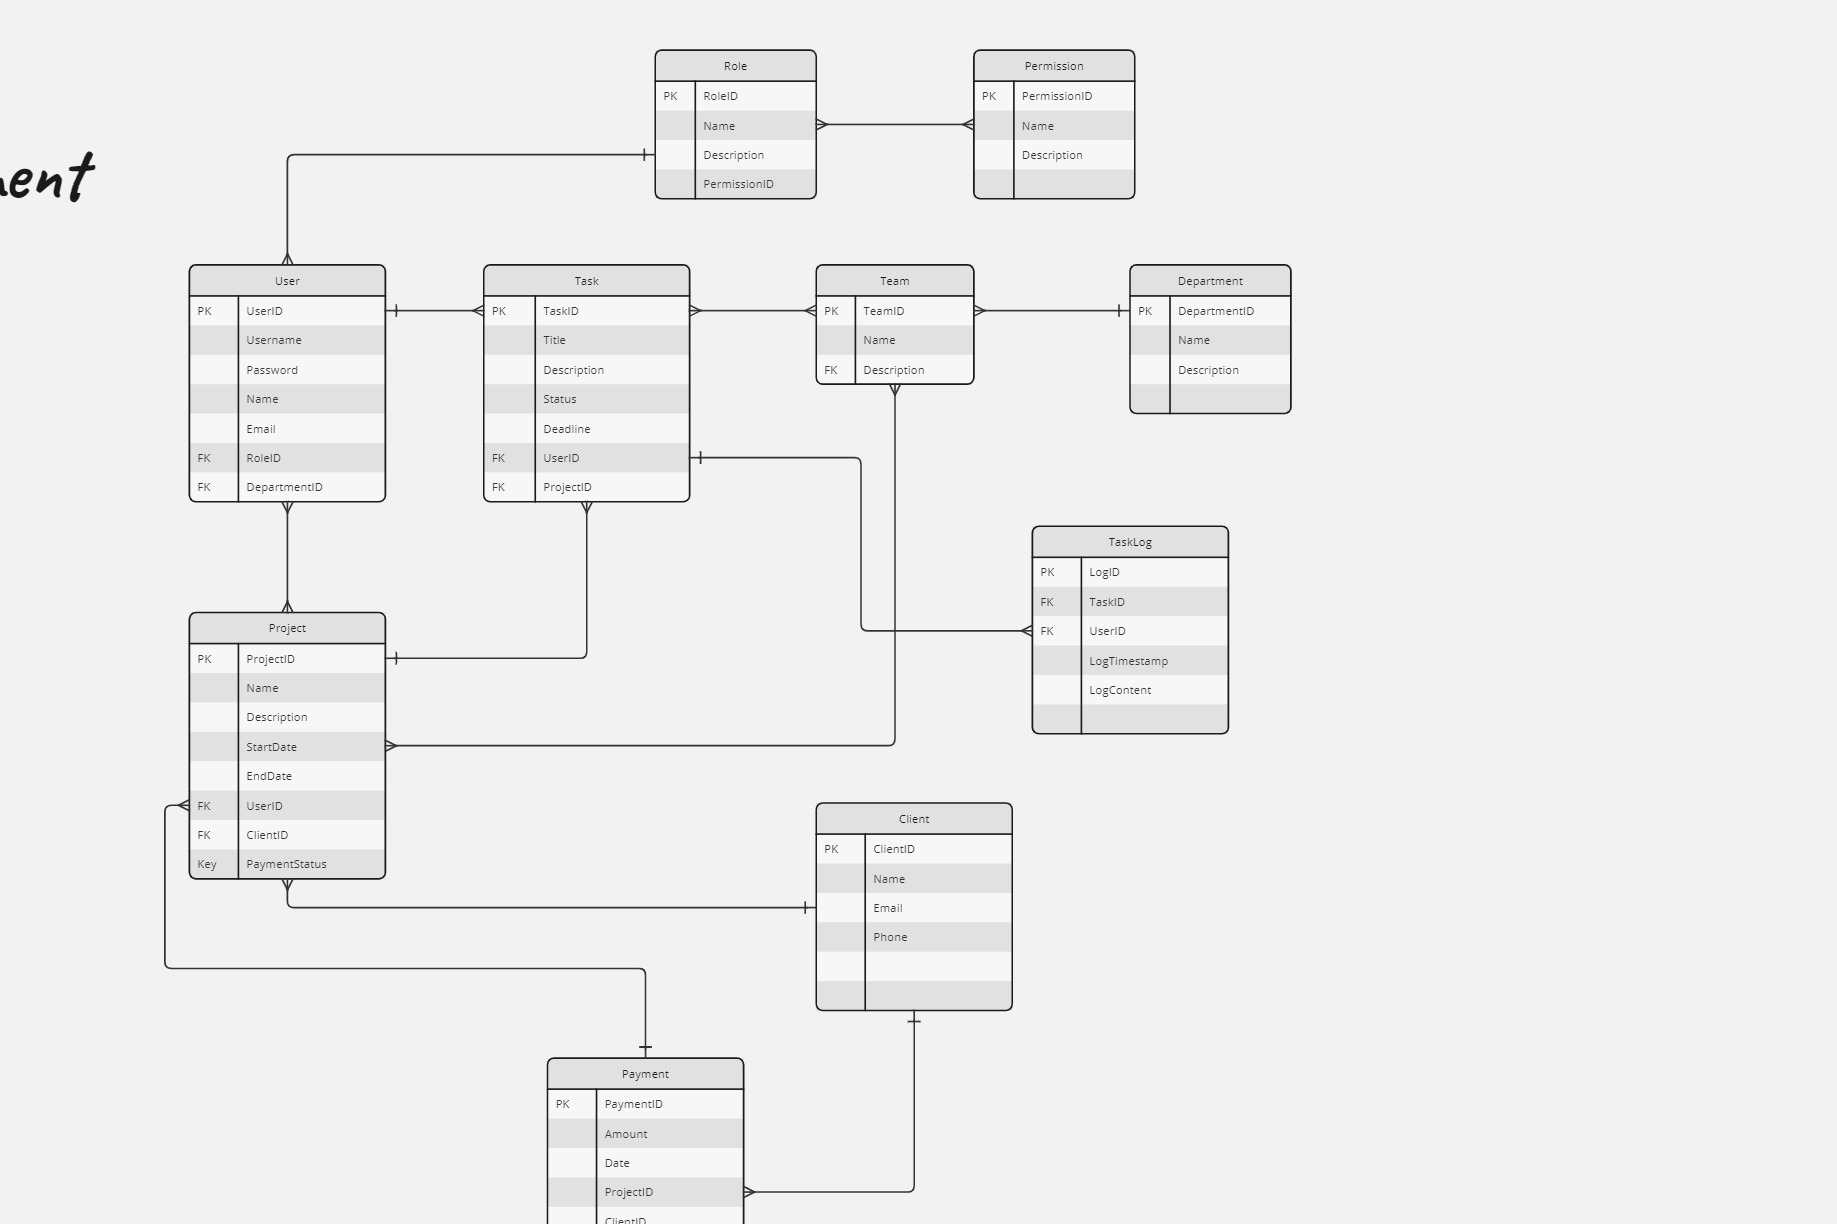 Role
PK RoleID
Name
Description
PermissionID
Permission
PK PermissionID
Name
Description
User
PK UserID
Username
Password
Name
Email
FK RoleID
FK DepartmentID
Task
PK TaskID
Title
Description
Status
Deadline
FK UserID
FK ProjectID
Team
PK TeamID
Name
FK Description
Department
PK DepartmentID
Name
Description
TaskLog
PK LogID
FK TaskID
FK UserID
LogTimestamp
LogContent
Project
PK ProjectID
Name
Description
StartDate
EndDate
FK UserID
FK ClientID
Key PaymentStatus
Client
PK ClientID
Name
Email
Phone
Payment
PK PaymentID
Amount
Date
ProjectID
ClientID